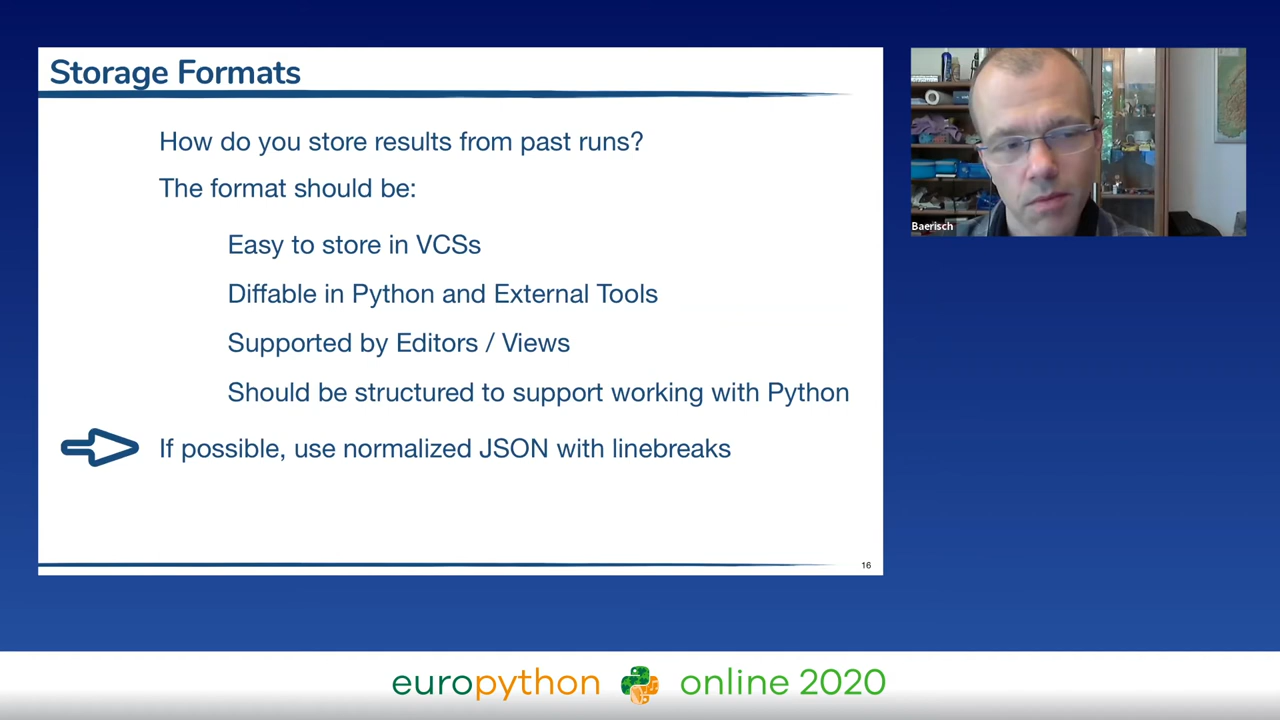 Storage Formats
How do you store results from past runs?
The format should be:
Easy to store in VCSs
Diffable in Python and External Tools
Supported by Editors / Views
Should be structured to support working with Python
If possible, use normalized JSON with linebreaks
16
Baerisch
europython online 2020